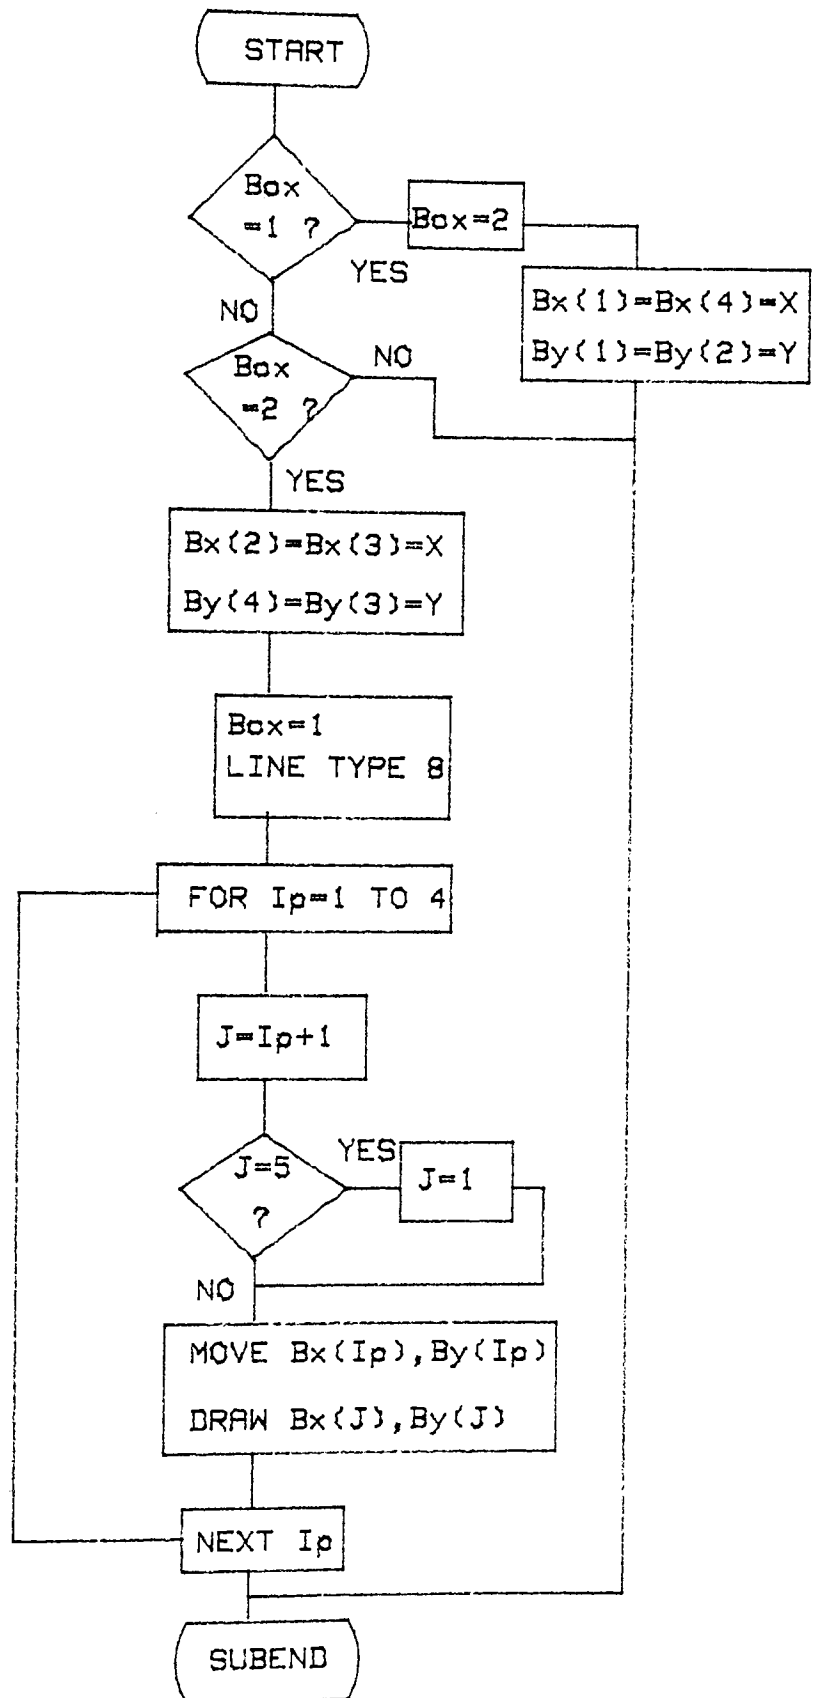 START
Box
=1 ?
Box=2
YES
Bx(1)=Bx(4)=X
By(1)=By(2)=Y
NO
Box
=2 ?
NO
YES
Bx(2)=Bx(3)=X
By(4)=By(3)=Y
Box=1
LINE TYPE 8
FOR Ip=1 TO 4
J=Ip+1
J=5
?
YES
J=1
NO
MOVE Bx(Ip),By(Ip)
DRAW Bx(J),By(J)
NEXT Ip
SUBEND